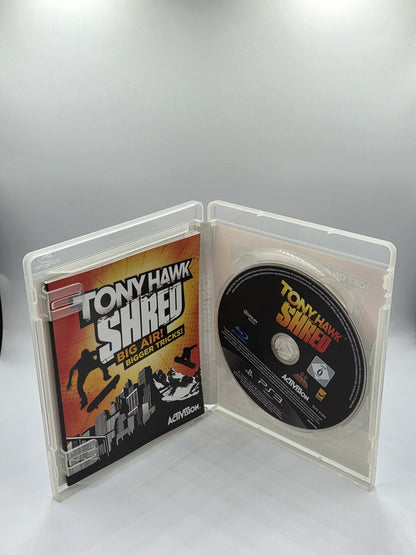 TONY HAWK
SHRED
BIG AIR!
BIGGER TRICKS!
ACTIVISION
TONY HAWK
SHRED
PS3
ACTIVISION